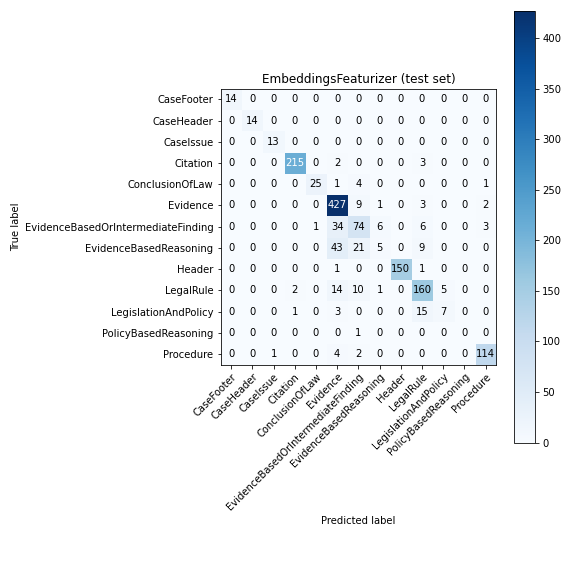 EmbeddingsFeaturizer (test set)
CaseFooter 14 0 0 0 0 0 0 0 0 0 0 0 0
CaseHeader 0 14 0 0 0 0 0 0 0 0 0 0 0
CaseIssue 0 0 13 0 0 0 0 0 0 0 0 0 0
Citation 0 0 0 215 0 2 0 0 0 3 0 0 0
ConclusionOfLaw 0 0 0 0 25 1 4 0 0 0 0 0 1
Evidence 0 0 0 0 0 427 9 1 0 3 0 0 2
EvidenceBasedOrIntermediateFinding 0 0 0 0 1 34 74 6 0 6 0 0 3
EvidenceBasedReasoning 0 0 0 0 0 43 21 5 0 9 0 0 0
Header 0 0 0 0 0 1 0 0 150 1 0 0 0
LegalRule 0 0 0 2 0 14 10 1 0 160 5 0 0
LegislationAndPolicy 0 0 0 1 0 3 0 0 0 15 7 0 0
PolicyBasedReasoning 0 0 0 0 0 0 1 0 0 0 0 0 0
Procedure 0 0 1 0 0 4 2 0 0 0 0 0 114
True label
CaseFooter
CaseHeader
CaseIssue
Citation
ConclusionOfLaw
Evidence
EvidenceBasedOrIntermediateFinding
EvidenceBasedReasoning
Header
LegalRule
LegislationAndPolicy
PolicyBasedReasoning
Procedure
Predicted label
400
350
300
250
200
150
100
50
0